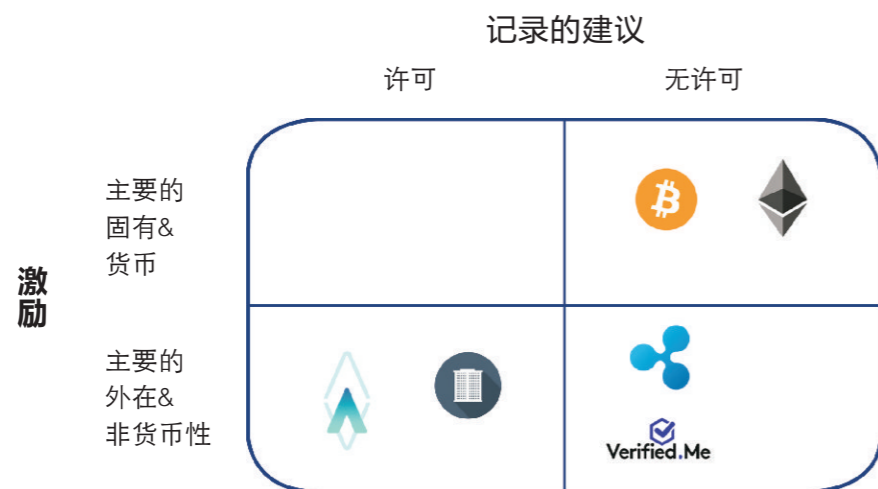 记录的建议
许可
无许可
主要的
固有&
货币
激励
主要的
外在&
非货币性
Verified.Me